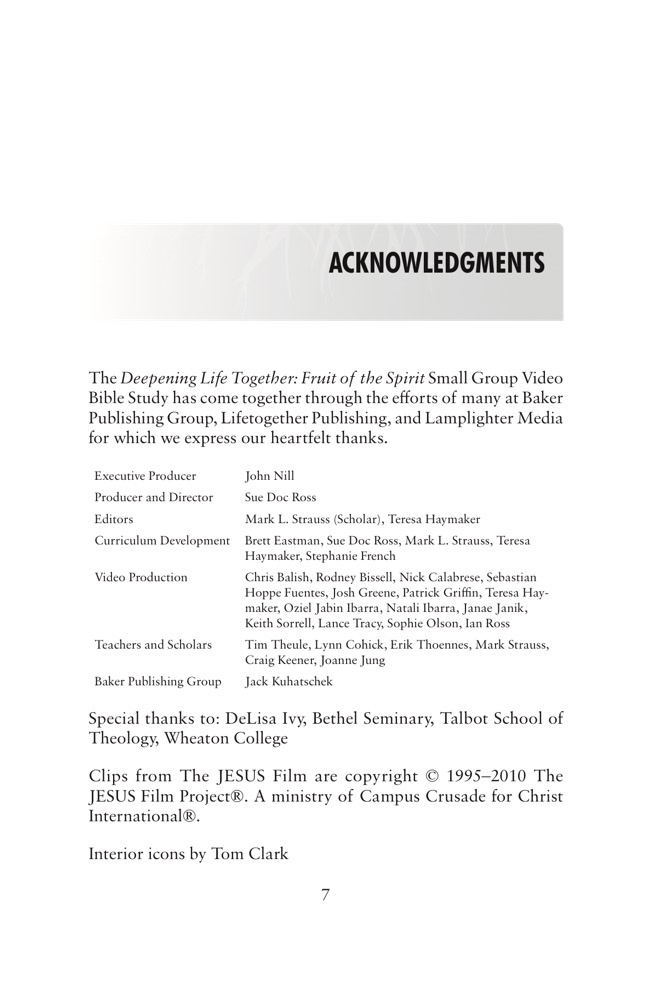 ACKNOWLEDGMENTS
The Deepening Life Together: Fruit of the Spirit Small Group Video
Bible Study has come together through the efforts of many at Baker
Publishing Group, Lifetogether Publishing, and Lamplighter Media
for which we express our heartfelt thanks.
Executive Producer John Nill
Producer and Director Sue Doc Ross
Editors Mark L. Strauss (Scholar), Teresa Haymaker
Curriculum Development Brett Eastman, Sue Doc Ross, Mark L. Strauss, Teresa
Haymaker, Stephanie French
Video Production Chris Balish, Rodney Bissell, Nick Calabrese, Sebastian
Hoppe Fuentes, Josh Greene, Patrick Griffin, Teresa Hay-
maker, Oziel Jabin Ibarra, Natali Ibarra, Janae Janik,
Keith Sorrell, Lance Tracy, Sophie Olson, Ian Ross
Teachers and Scholars Tim Theule, Lynn Cohick, Erik Thoennes, Mark Strauss,
Craig Keener, Joanne Jung
Baker Publishing Group Jack Kuhatschek
Special thanks to: DeLisa Ivy, Bethel Seminary, Talbot School of
Theology, Wheaton College
Clips from The JESUS Film are copyright © 1995–2010 The
JESUS Film Project®. A ministry of Campus Crusade for Christ
International®.
Interior icons by Tom Clark
7